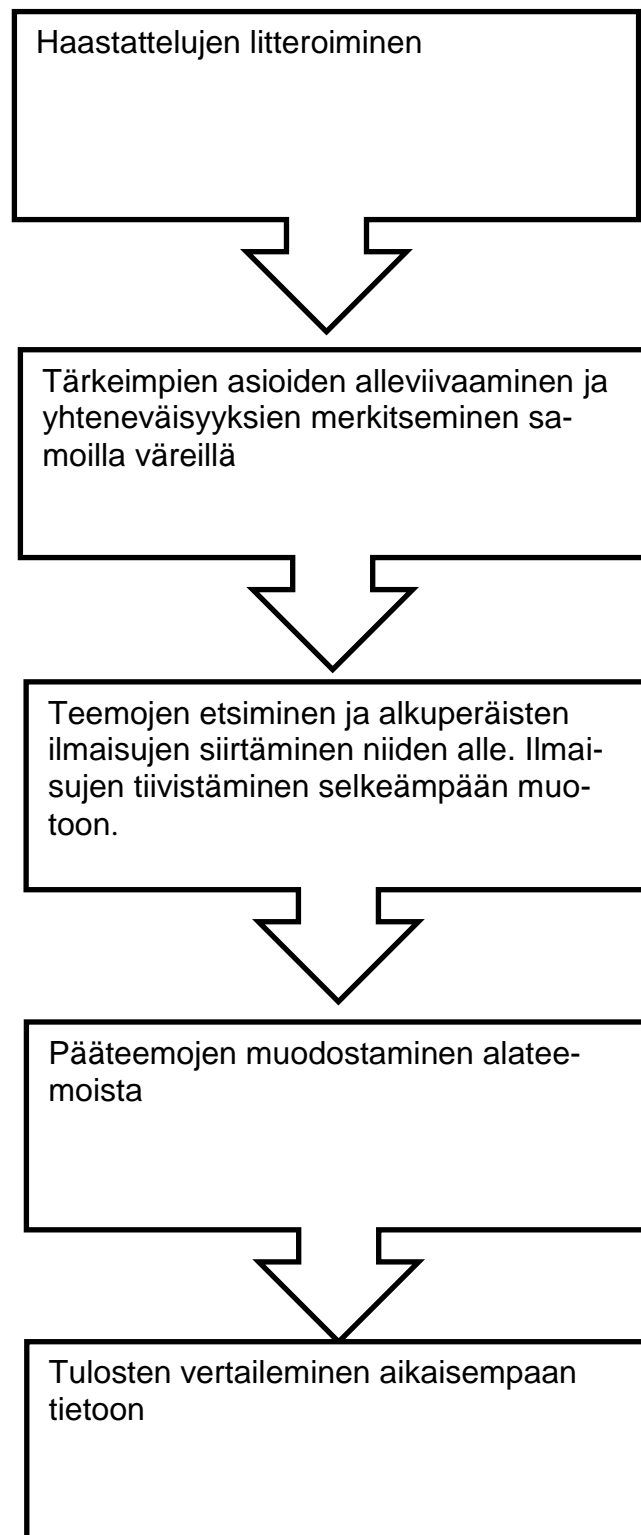 Haastattelujen litteroiminen
Tärkeimpien asioiden alleviivaaminen ja
yhteneväisyyksien merkitseminen sa-
moilla väreillä
Teemojen etsiminen ja alkuperäisten
ilmaisujen siirtäminen niiden alle. Ilmai-
sujen tiivistäminen selkeämpään muo-
toon.
Pääteemojen muodostaminen alatee-
moista
Tulosten vertaileminen aikaisempaan
tietoon